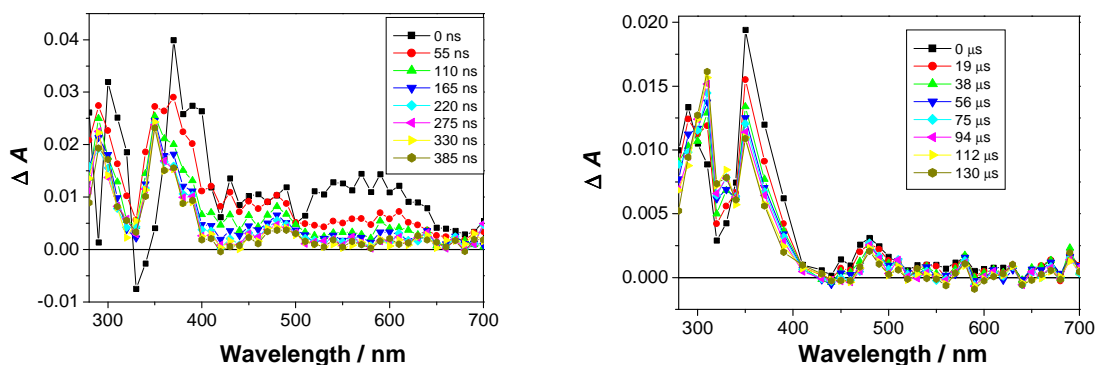 0.04
0.03
0.02
0.01
0.00
-0.01
Δ A
300 400 500 600 700
Wavelength / nm
0 ns
55 ns
110 ns
165 ns
220 ns
275 ns
330 ns
385 ns
0.020
0.015
0.010
0.005
0.000
Δ A
300 400 500 600 700
Wavelength / nm
0 μs
19 μs
38 μs
56 μs
75 μs
94 μs
112 μs
130 μs